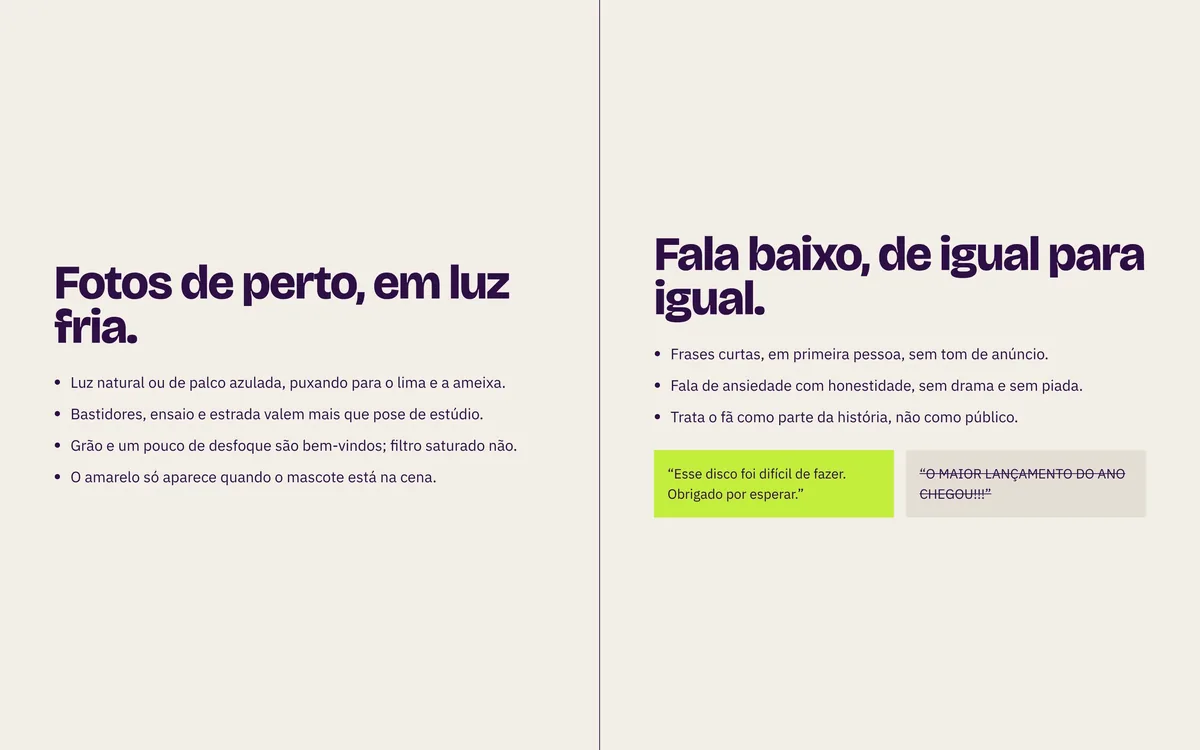 Fotos de perto, em luz
fria.
• Luz natural ou de palco azulada, puxando para o lima e a ameixa.
• Bastidores, ensaio e estrada valem mais que pose de estúdio.
• Grão e um pouco de desfoque são bem-vindos; filtro saturado não.
• O amarelo só aparece quando o mascote está na cena.
Fala baixo, de igual para
igual.
• Frases curtas, em primeira pessoa, sem tom de anúncio.
• Fala de ansiedade com honestidade, sem drama e sem piada.
• Trata o fã como parte da história, não como público.
“Esse disco foi difícil de fazer.
Obrigado por esperar.”
“O MAIOR LANÇAMENTO DO ANO
CHEGOU!!!”